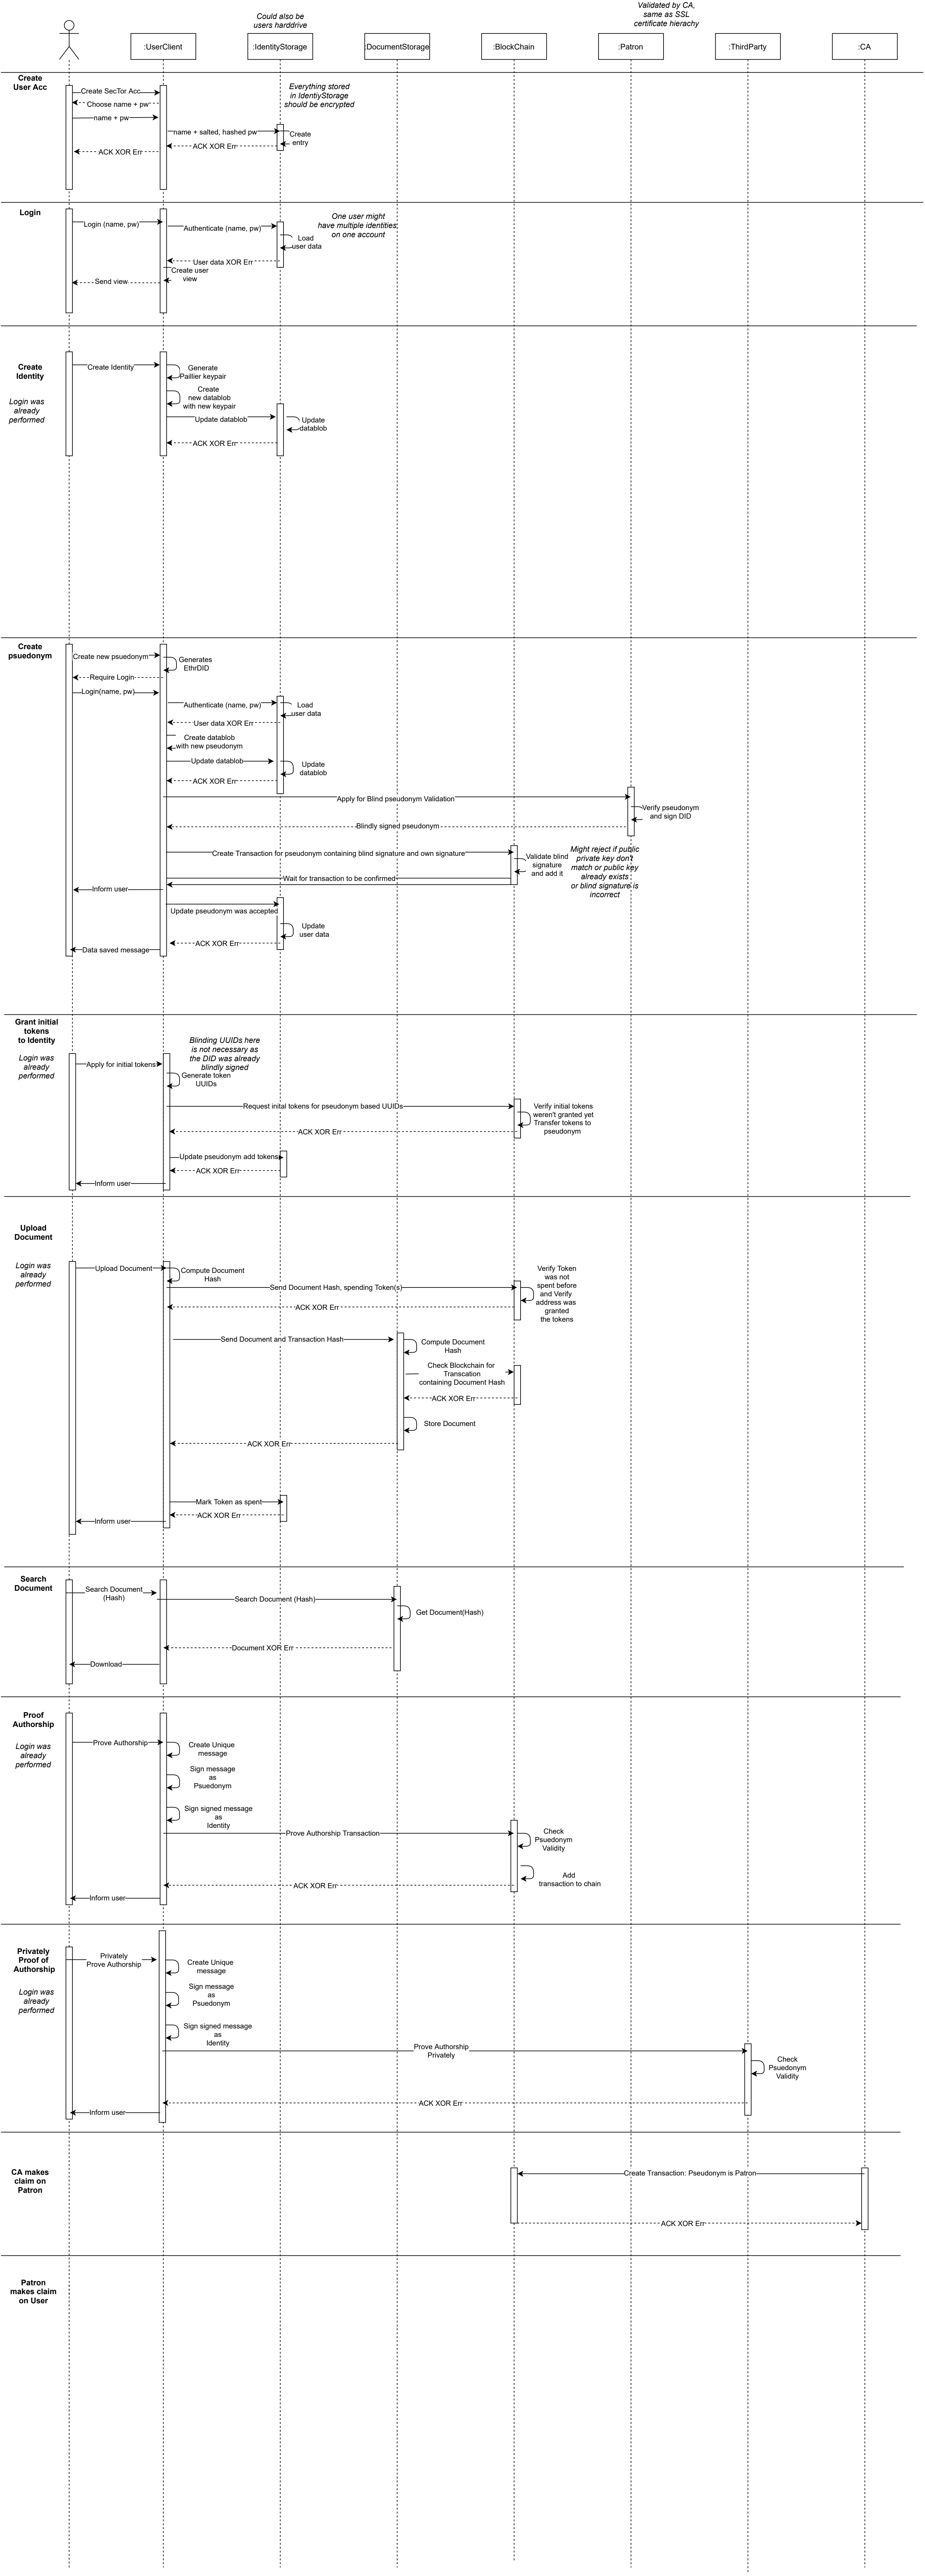 Could also be
users harddrive
Validated by CA,
same as SSL
certificate hierachy
:UserClient
:IdentityStorage
:DocumentStorage
:BlockChain
:Patron
:ThirdParty
:CA
Create
User Acc
Create SecTor Acc
Choose name + pw
name + pw
name + salted, hashed pw
Create
entry
ACK XOR Err
ACK XOR Err
Everything stored
in IdentiyStorage
should be encrypted
Login
Login (name, pw)
Authenticate (name, pw)
Load
user data
User data XOR Err
Create user
view
Send view
One user might
have multiple identities
on one account
Create
Identity
Login was
already
performed
Create Identity
Generate
Paillier keypair
Create
new datablob
with new keypair
Update datablob
Update
datablob
ACK XOR Err
Create
psuedonym
Create new psuedonym
Generates
EthrDID
Require Login
Login(name, pw)
Authenticate (name, pw)
Load
user data
User data XOR Err
Create datablob
with new pseudonym
Update datablob
Update
datablob
ACK XOR Err
Apply for Blind pseudonym Validation
Verify pseudonym
and sign DID
Blindly signed pseudonym
Create Transaction for pseudonym containing blind signature and own signature
Validate blind
signature
and add it
Might reject if public
private key don't
match or public key
already exists
or blind signature is
incorrect
Wait for transaction to be confirmed
Inform user
Update pseudonym was accepted
Update
user data
ACK XOR Err
Data saved message
Grant initial
tokens
to Identity
Login was
already
performed
Blinding UUIDs here
is not necessary as
the DID was already
blindly signed
Apply for initial tokens
Generate token
UUIDs
Request inital tokens for pseudonym based UUIDs
Verify initial tokens
weren't granted yet
Transfer tokens to
pseudonym
ACK XOR Err
Update pseudonym add tokens
ACK XOR Err
Inform user
Upload
Document
Login was
already
performed
Upload Document
Compute Document
Hash
Send Document Hash, spending Token(s)
Verify Token
was not
spent before
and Verify
address was
granted
the tokens
ACK XOR Err
Send Document and Transaction Hash
Compute Document
Hash
Check Blockchain for
Transcation
containing Document Hash
ACK XOR Err
Store Document
ACK XOR Err
Mark Token as spent
ACK XOR Err
Inform user
Search
Document
Search Document
(Hash)
Search Document (Hash)
Get Document(Hash)
Document XOR Err
Download
Proof
Authorship
Login was
already
performed
Prove Authorship
Create Unique
message
Sign message
as
Psuedonym
Sign signed message
as
Identity
Prove Authorship Transaction
Check
Psuedonym
Validity
Add
transaction to chain
ACK XOR Err
Inform user
Privately
Proof of
Authorship
Login was
already
performed
Privately
Prove Authorship
Create Unique
message
Sign message
as
Psuedonym
Sign signed message
as
Identity
Prove Authorship
Privately
Check
Psuedonym
Validity
ACK XOR Err
Inform user
CA makes
claim on
Patron
Create Transaction: Pseudonym is Patron
ACK XOR Err
Patron
makes claim
on User